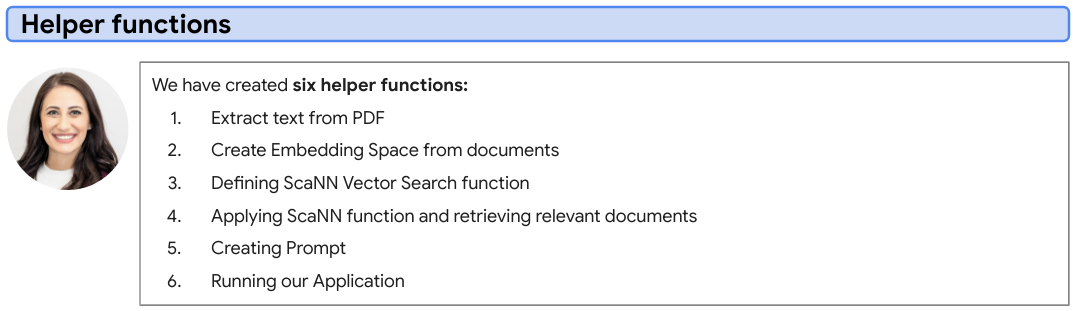 Helper functions
We have created six helper functions:
1. Extract text from PDF
2. Create Embedding Space from documents
3. Defining ScaNN Vector Search function
4. Applying ScaNN function and retrieving relevant documents
5. Creating Prompt
6. Running our Application